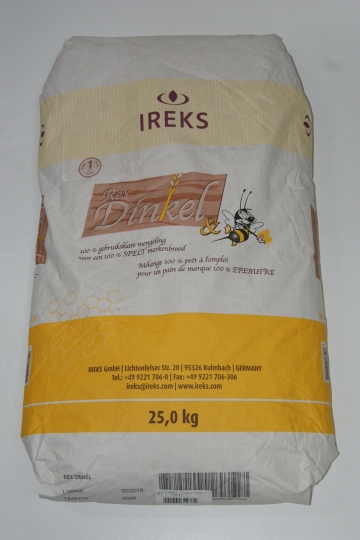 IREKS
1
REX
Dinkel &
100 % gebruiksklare mengeling
voor een 100 % SPELT merkenbrood
Mélange 100 % prêt à l'emploi
pour un pain de marque 100 % EPEAUTRE
IREKS GmbH | Lichtenfelser Str. 20 | 95326 Kulmbach | GERMANY
Tel.: +49 9221 706-0 | Fax: +49 9221 706-306
ireks@ireks.com | www.ireks.com
25,0 kg
REX DINKEL